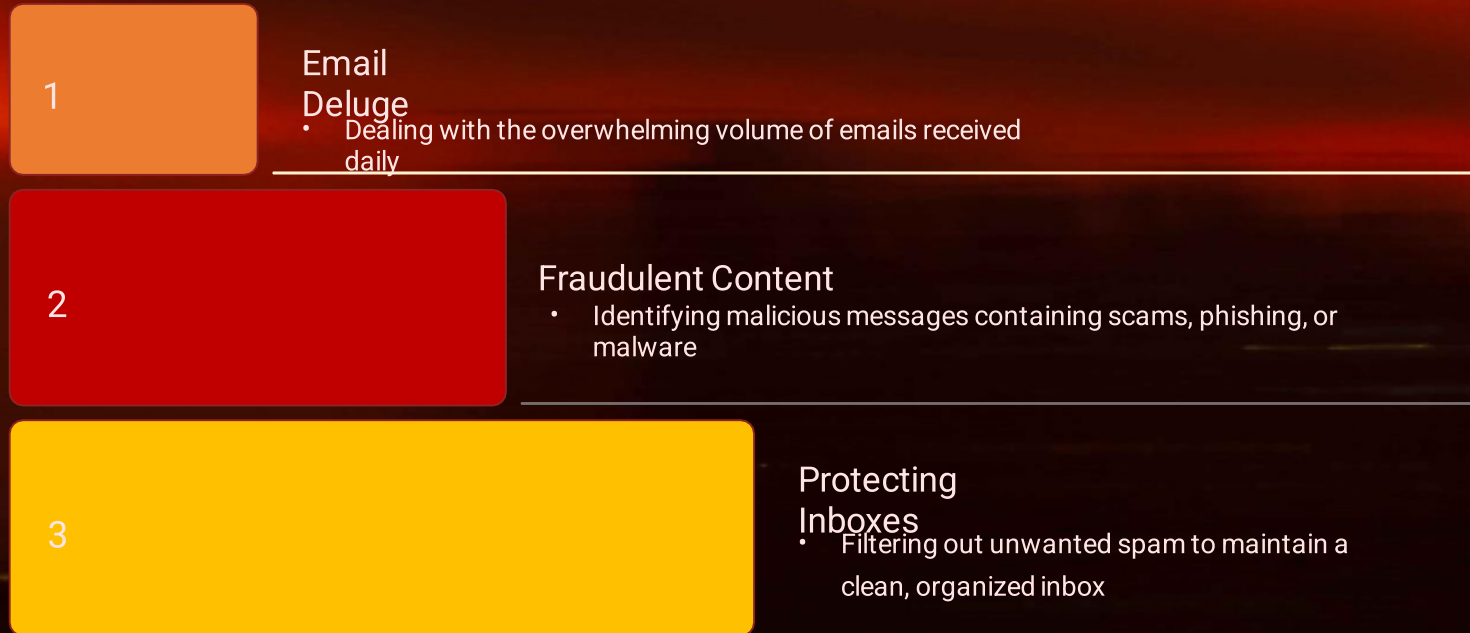 1
Email
Deluge
• Dealing with the overwhelming volume of emails received
daily
2
Fraudulent Content
• Identifying malicious messages containing scams, phishing, or
malware
3
Protecting
Inboxes
• Filtering out unwanted spam to maintain a
clean, organized inbox